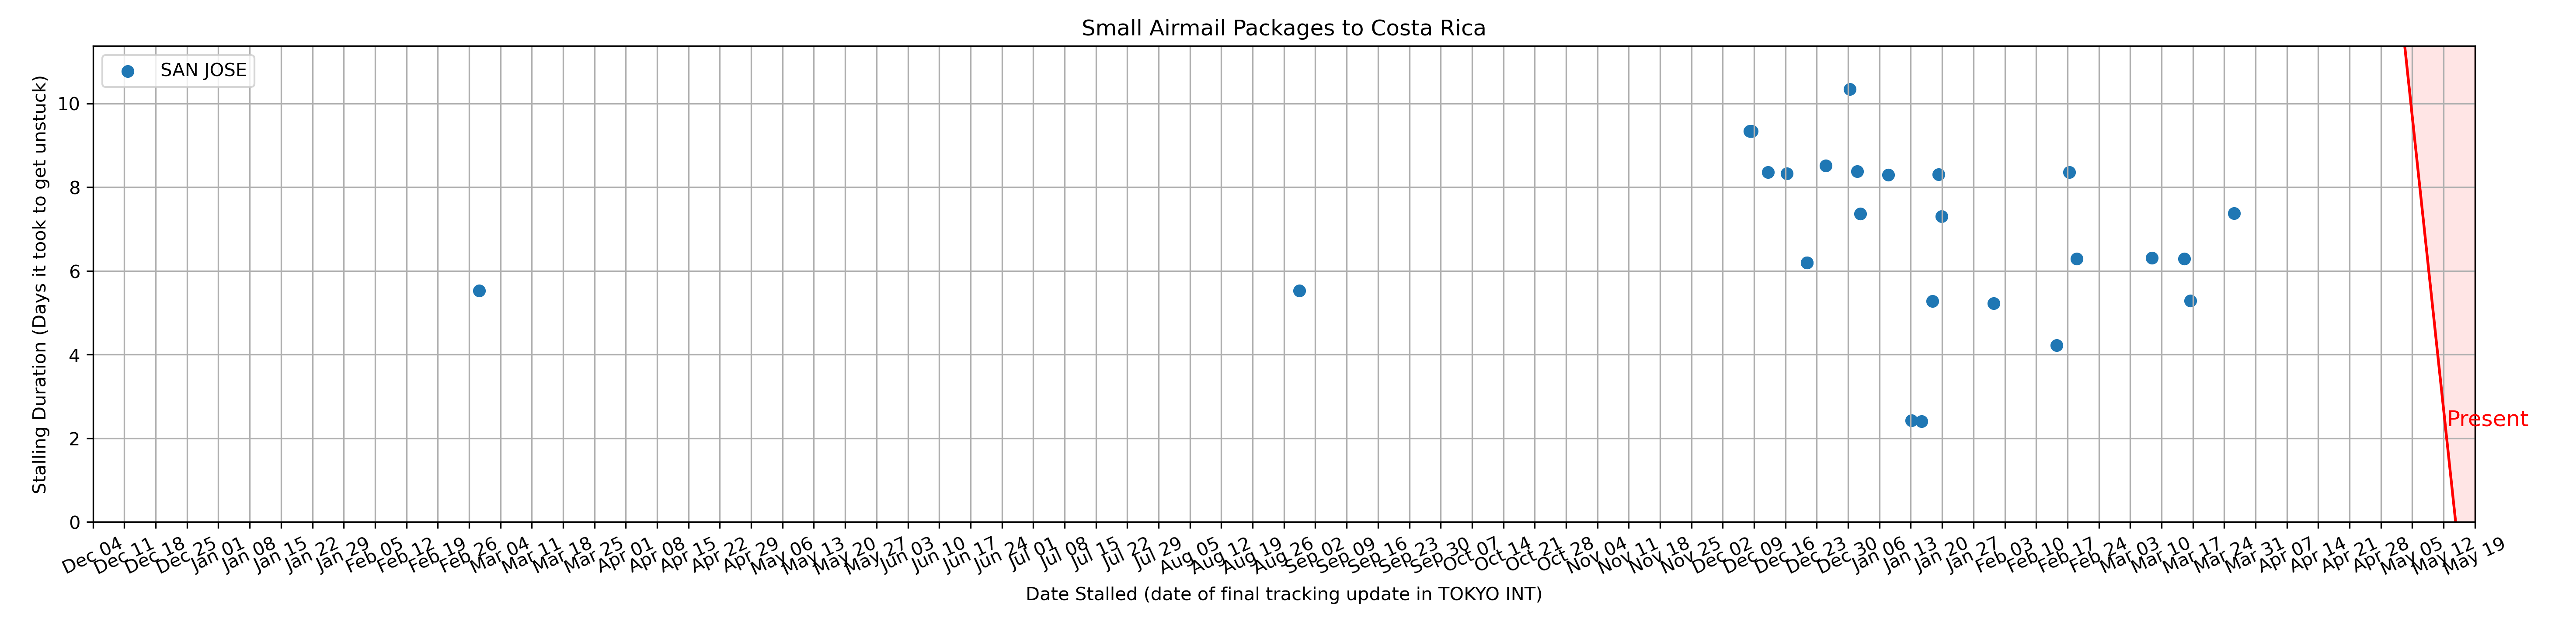 Small Airmail Packages to Costa Rica
SAN JOSE
Stalling Duration (Days it took to get unstuck)
10
8
6
4
2
0
Present
Dec 04 Dec 11 Dec 18 Dec 25 Jan 01 Jan 08 Jan 15 Jan 22 Jan 29 Feb 05 Feb 12 Feb 19 Feb 26 Mar 04 Mar 11 Mar 18 Mar 25 Apr 01 Apr 08 Apr 15 Apr 22 Apr 29 May 06 May 13 May 20 May 27 Jun 03 Jun 10 Jun 17 Jun 24 Jul 01 Jul 08 Jul 15 Jul 22 Jul 29 Aug 05 Aug 12 Aug 19 Aug 26 Sep 02 Sep 09 Sep 16 Sep 23 Sep 30 Oct 07 Oct 14 Oct 21 Oct 28 Nov 04 Nov 11 Nov 18 Nov 25 Dec 02 Dec 09 Dec 16 Dec 23 Dec 30 Jan 06 Jan 13 Jan 20 Jan 27 Feb 03 Feb 10 Feb 17 Feb 24 Mar 03 Mar 10 Mar 17 Mar 24 Mar 31 Apr 07 Apr 14 Apr 21 Apr 28 May 05 May 12 May 19
Date Stalled (date of final tracking update in TOKYO INT)